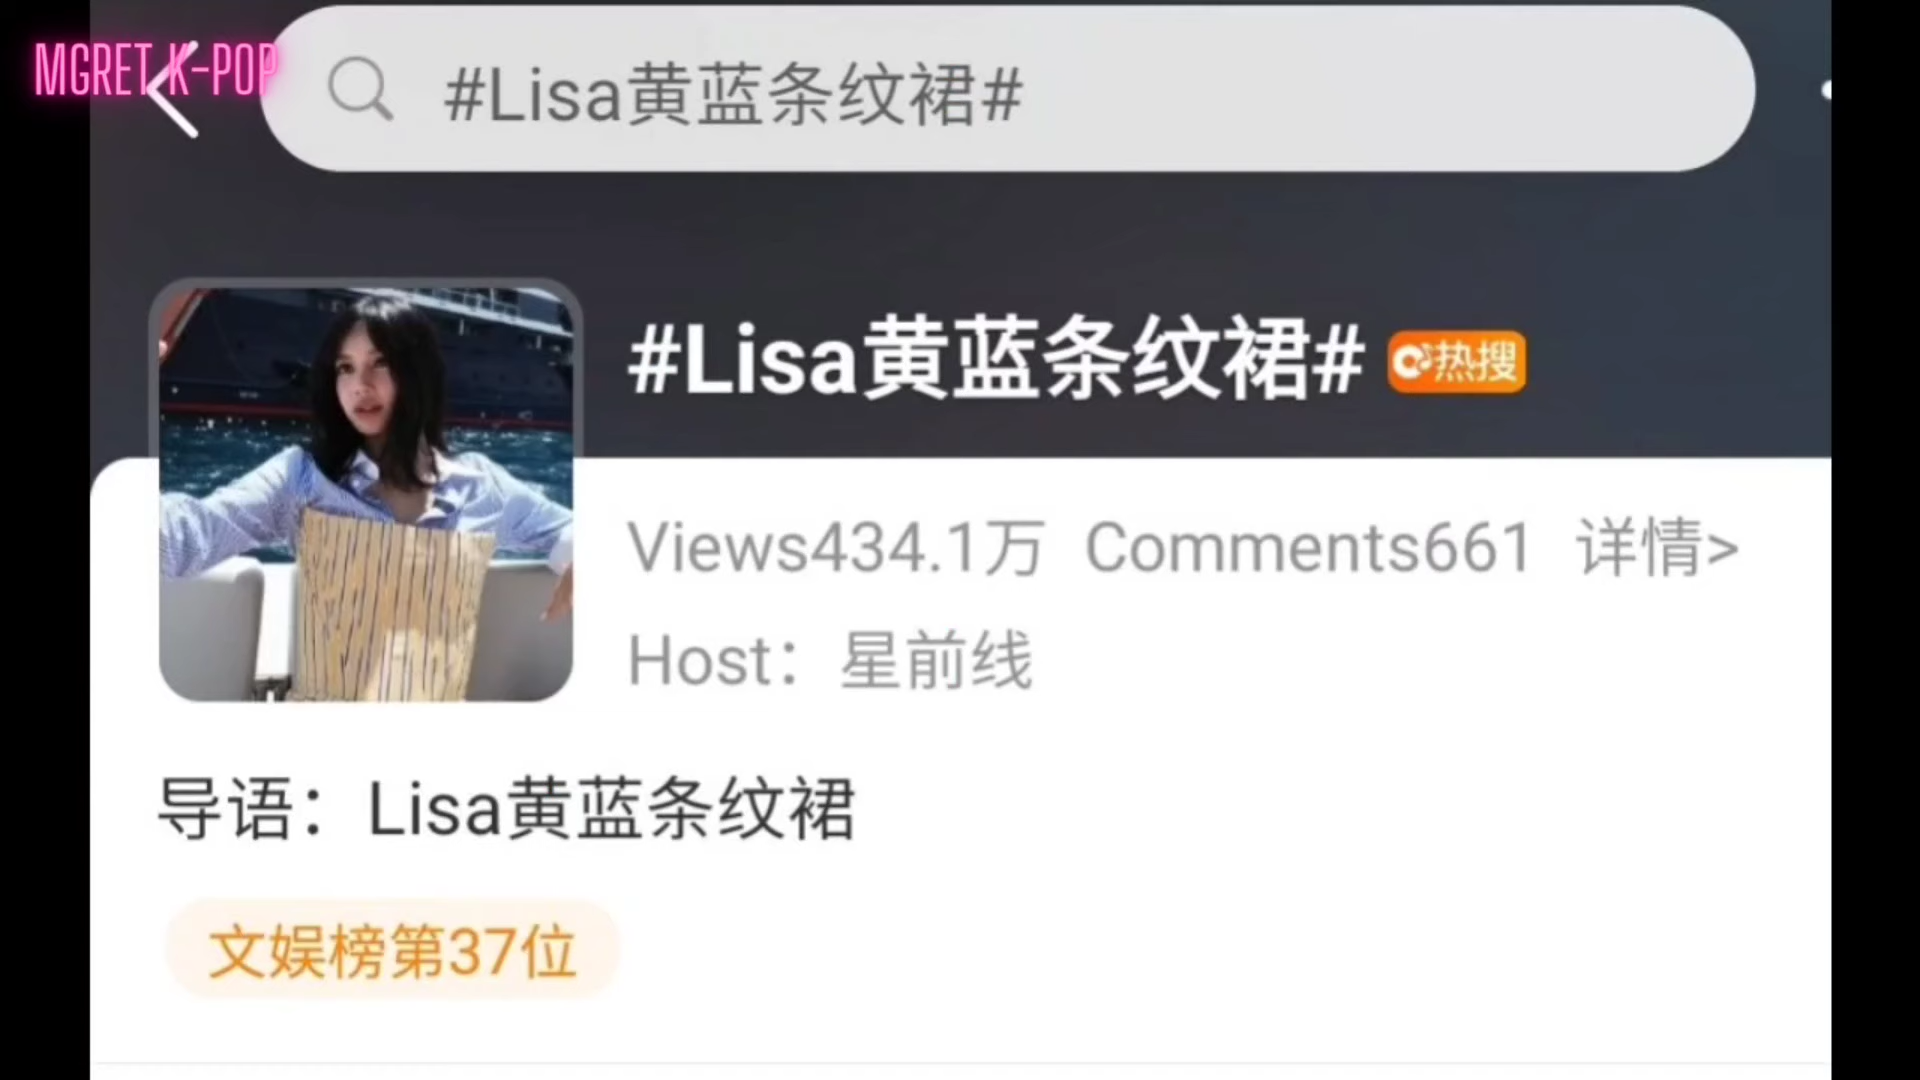 MGRET K-POP
#Lisa黄蓝条纹裙#
#Lisa黄蓝条纹裙# 热搜
Views434.1万 Comments661 详情>
Host：星前线
导语：Lisa黄蓝条纹裙
文娱榜第37位